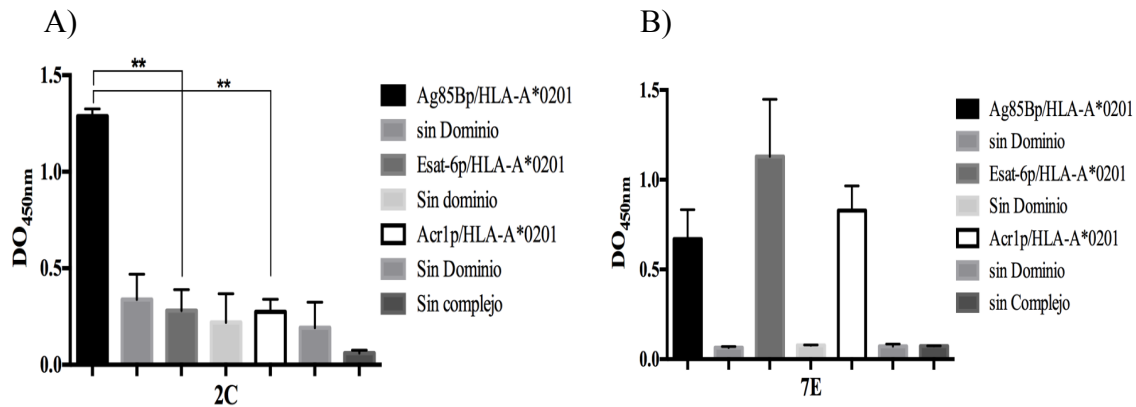 A)
**
**
1.5
1.0
0.5
0.0
DO450nm
2C
Ag85Bp/HLA-A*0201
sin Dominio
Esat-6p/HLA-A*0201
Sin dominio
Acr1p/HLA-A*0201
Sin Dominio
Sin complejo
B)
1.5
1.0
0.5
0.0
DO450nm
7E
Ag85Bp/HLA-A*0201
sin Dominio
Esat-6p/HLA-A*0201
Sin Dominio
Acr1p/HLA-A*0201
sin Dominio
sin Complejo